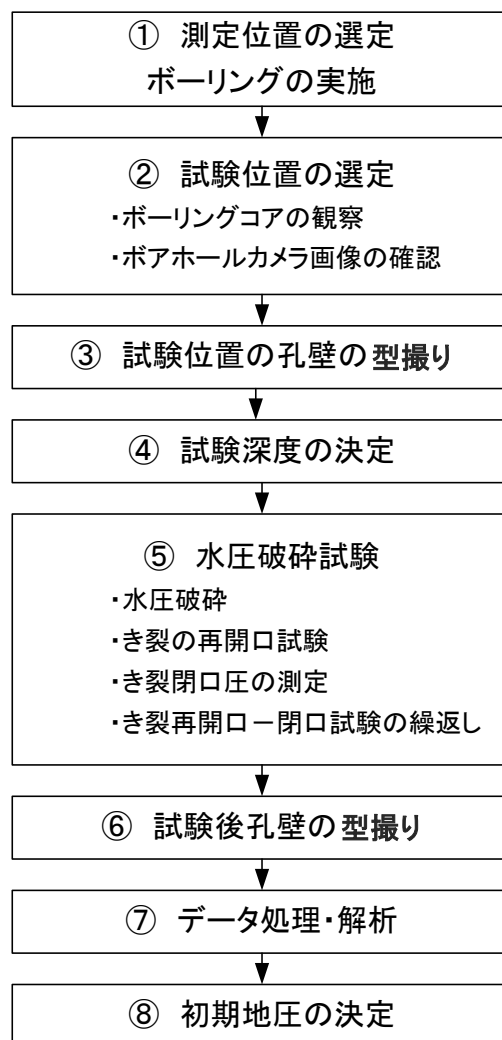 ① 測定位置の選定
ボーリングの実施
② 試験位置の選定
・ボーリングコアの観察
・ボアホールカメラ画像の確認
③ 試験位置の孔壁の型撮り
④ 試験深度の決定
⑤ 水圧破砕試験
・水圧破砕
・き裂の再開口試験
・き裂閉口圧の測定
・き裂再開口－閉口試験の繰返し
⑥ 試験後孔壁の型撮り
⑦ データ処理・解析
⑧ 初期地圧の決定